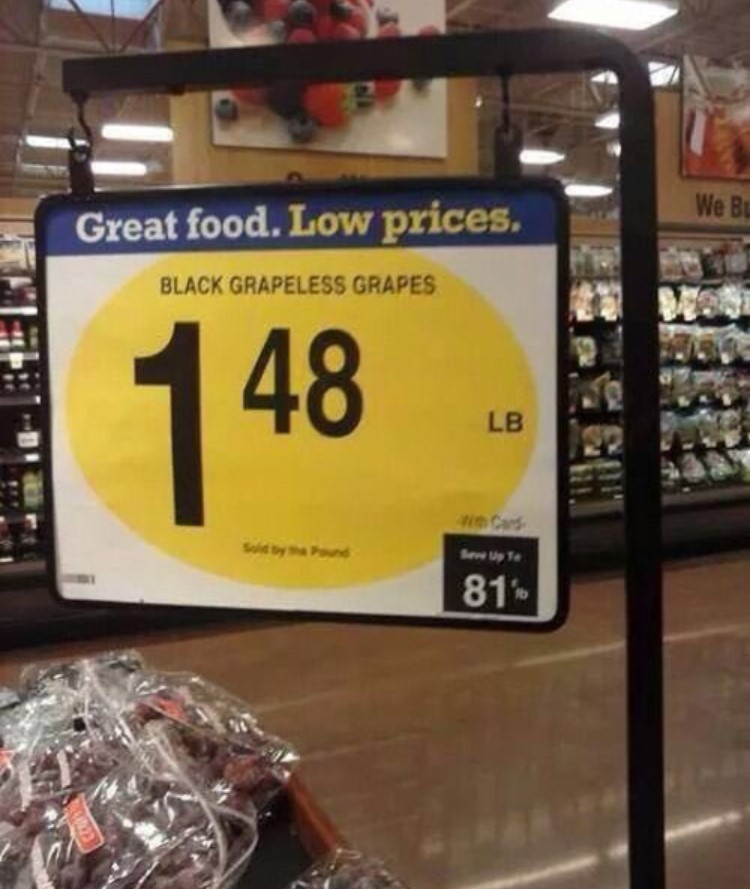 We B
Great food. Low prices.
BLACK GRAPELESS GRAPES
1 48
LB
-With Card-
Sold by the Pound
Save Up To
81¢ lb